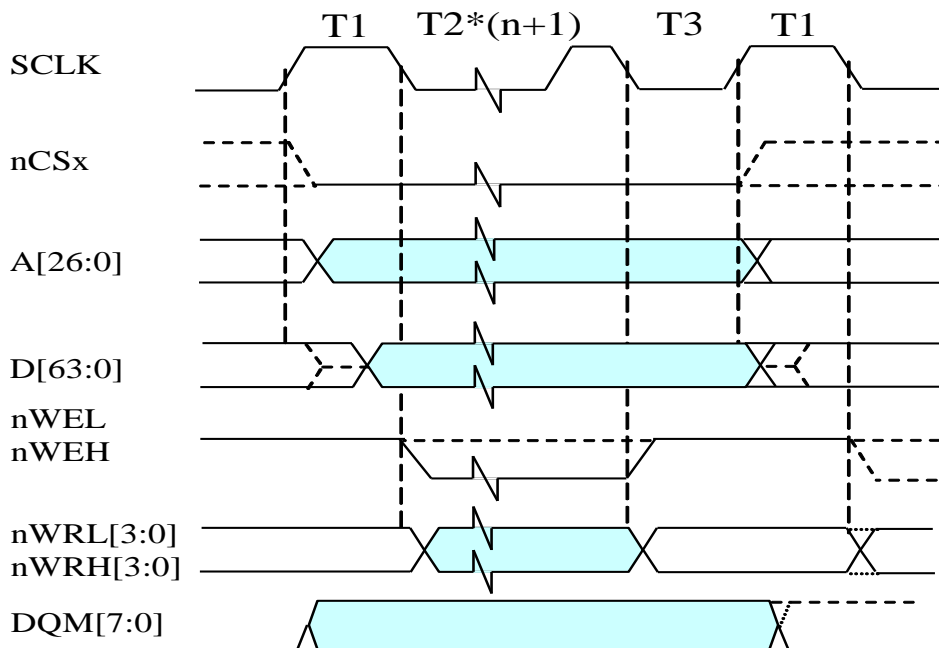 T1 T2*(n+1) T3 T1
SCLK
nCSx
A[26:0]
D[63:0]
nWEL
nWEH
nWRL[3:0]
nWRH[3:0]
DQM[7:0]